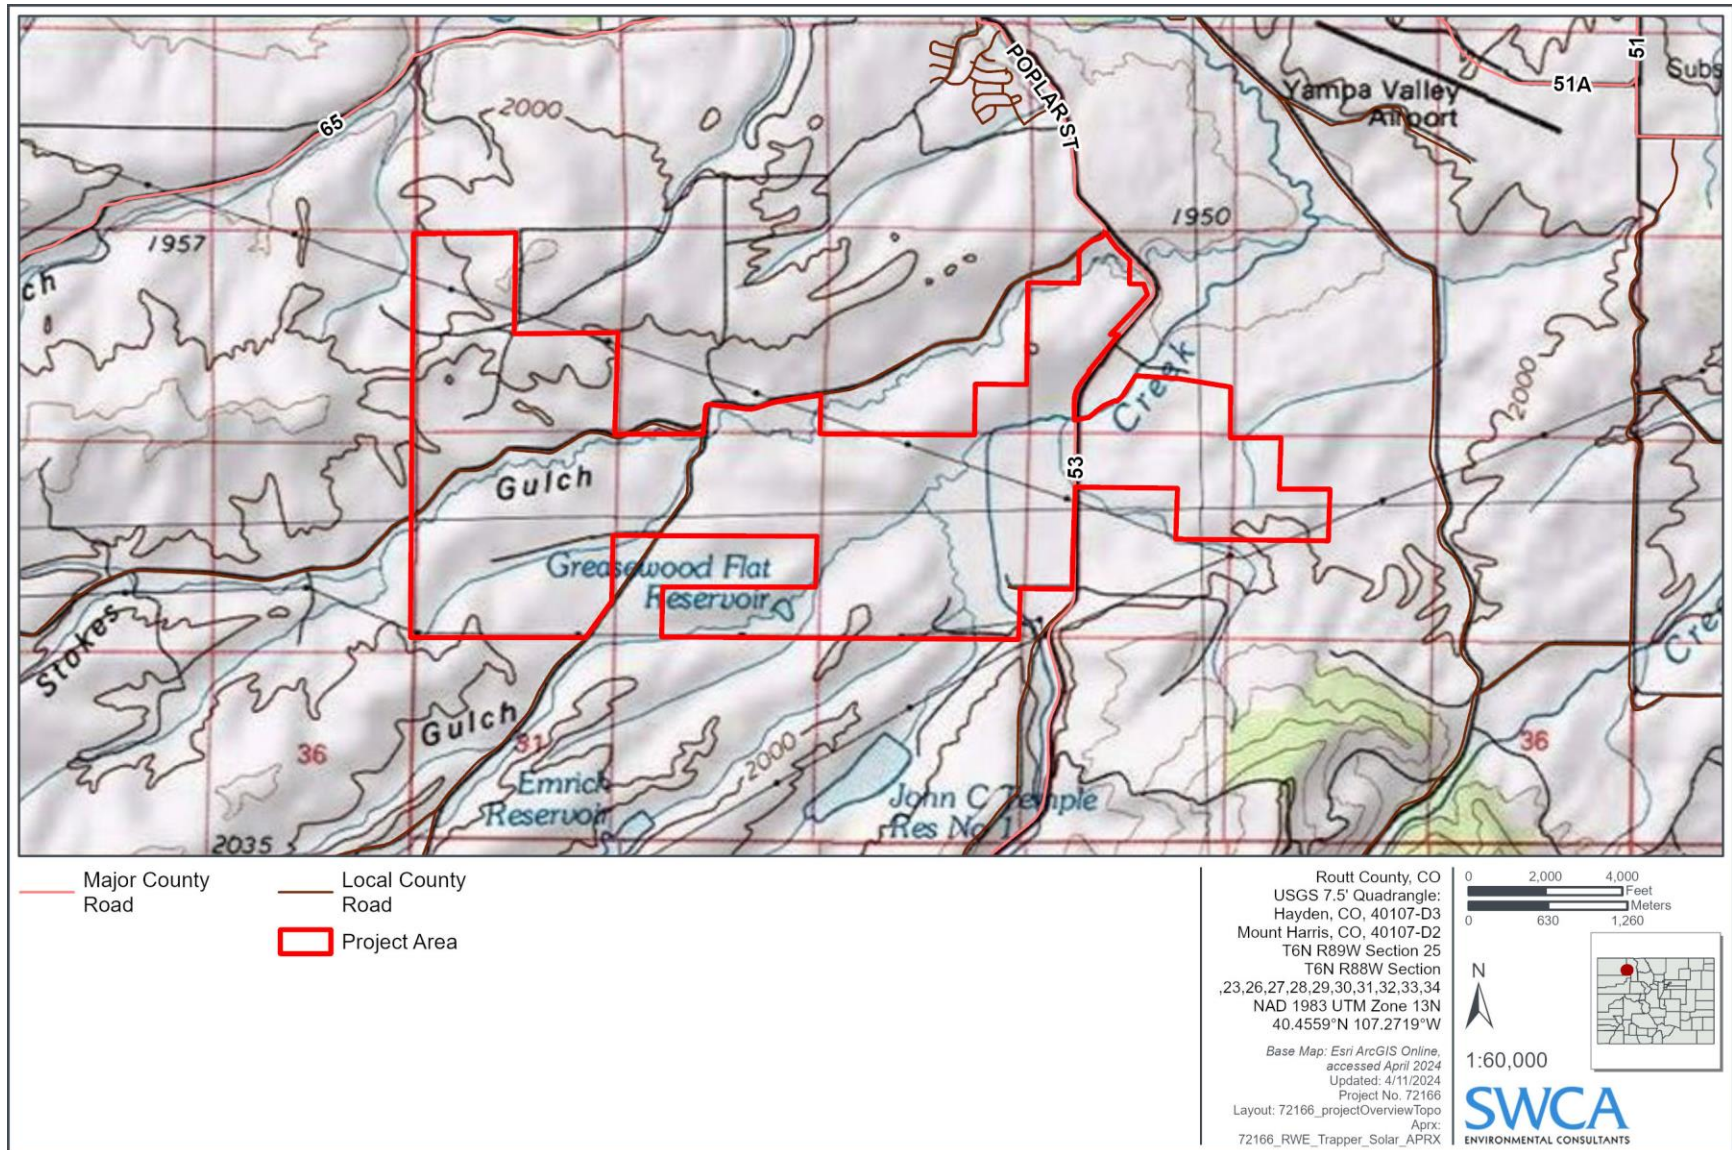 POPLAR ST
51
51A
Subs
Yampa Valley
Airport
65
2000
1957
1950
ch
Creek
2000
Gulch
53
Greasewood Flat
Reservoir
Stokes
Gulch
Cre
36
31
2000
36
Emrich
Reservoir
John C Temple
Res No 1
2035
Major County
Road
Local County
Road
Project Area
Routt County, CO
USGS 7.5' Quadrangle:
Hayden, CO, 40107-D3
Mount Harris, CO, 40107-D2
T6N R89W Section 25
T6N R88W Section
,23,26,27,28,29,30,31,32,33,34
NAD 1983 UTM Zone 13N
40.4559°N 107.2719°W
Base Map: Esri ArcGIS Online,
accessed April 2024
Updated: 4/11/2024
Project No. 72166
Layout: 72166_projectOverviewTopo
Aprx:
72166_RWE_Trapper_Solar_APRX
0 2,000 4,000
Feet
Meters
0 630 1,260
N
1:60,000
SWCA
ENVIRONMENTAL CONSULTANTS